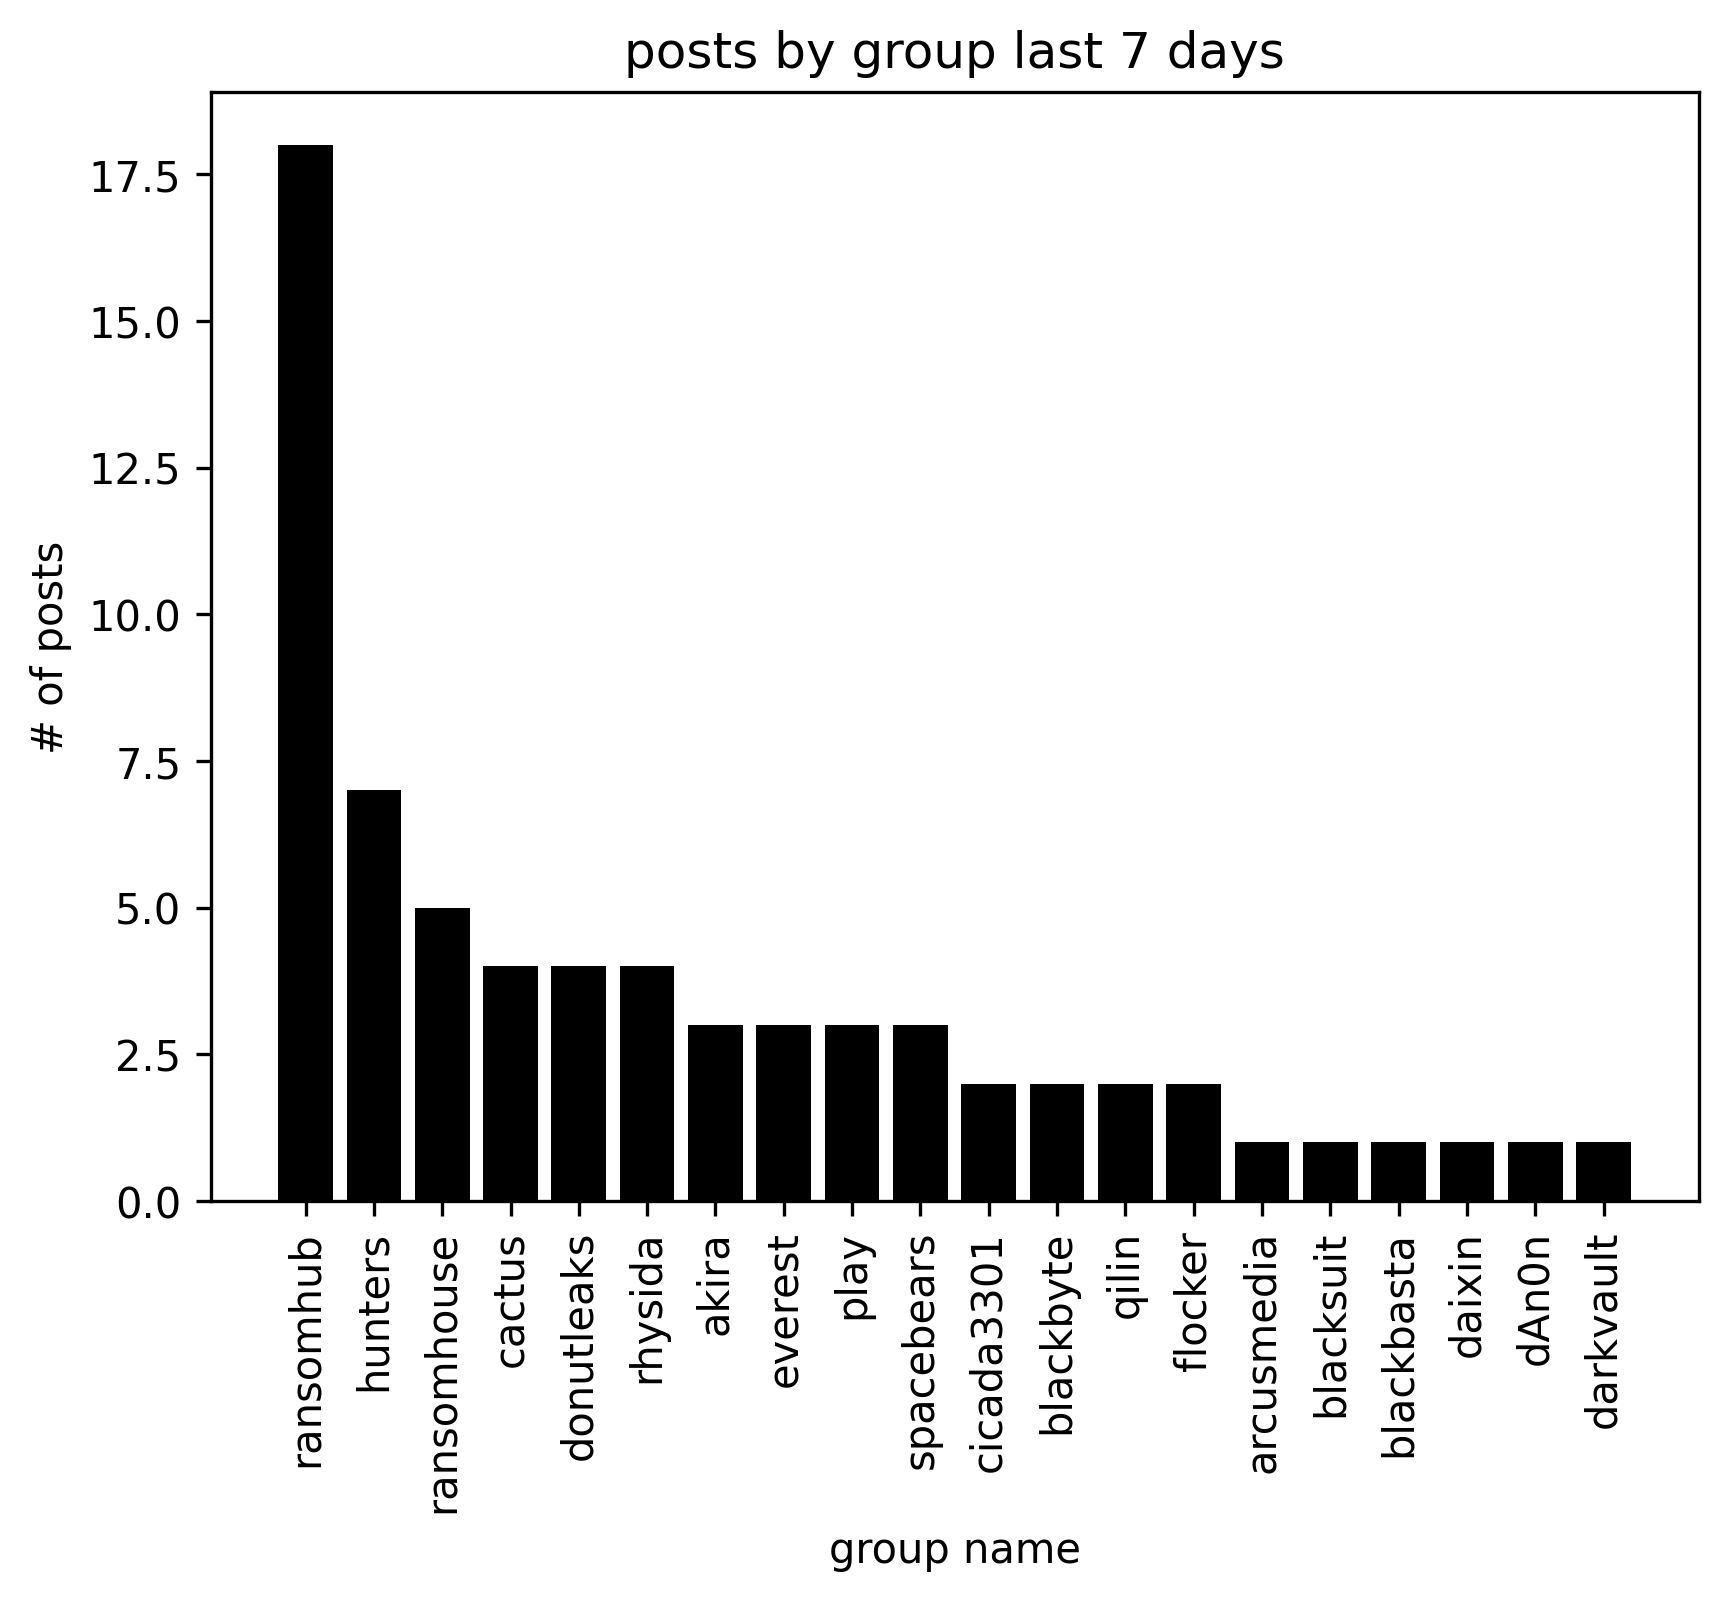 posts by group last 7 days
# of posts
17.5
15.0
12.5
10.0
7.5
5.0
2.5
0.0
ransomhub
hunters
ransomhouse
cactus
donutleaks
rhysida
akira
everest
play
spacebears
cicada3301
blackbyte
qilin
flocker
arcusmedia
blacksuit
blackbasta
daixin
dAn0n
darkvault
group name